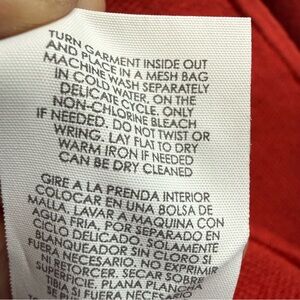 TURN GARMENT INSIDE OUT
AND PLACE IN A MESH BAG
MACHINE WASH SEPARATELY
IN COLD WATER, ON THE
DELICATE CYCLE. ONLY
NON-CHLORINE BLEACH
IF NEEDED. DO NOT TWIST OR
WRING. LAY FLAT TO DRY
WARM IRON IF NEEDED
CAN BE DRY CLEANED
GIRE A LA PRENDA INTERIOR
COLOCAR EN UNA BOLSA DE
MALLA. LAVAR A MAQUINA CON
AGUA FRIA, POR SEPARADO EN
CICLO DELICADO. SOLAMENTE
BLANQUEADOR SIN CLORO SI
FUERA NECESARIO. NO EXPRIMIR
NI RETORCER. SECAR SOBRE
SUPERFICIE. PLANA PLANCHA
TIBIA SI FUERA NECESARIO